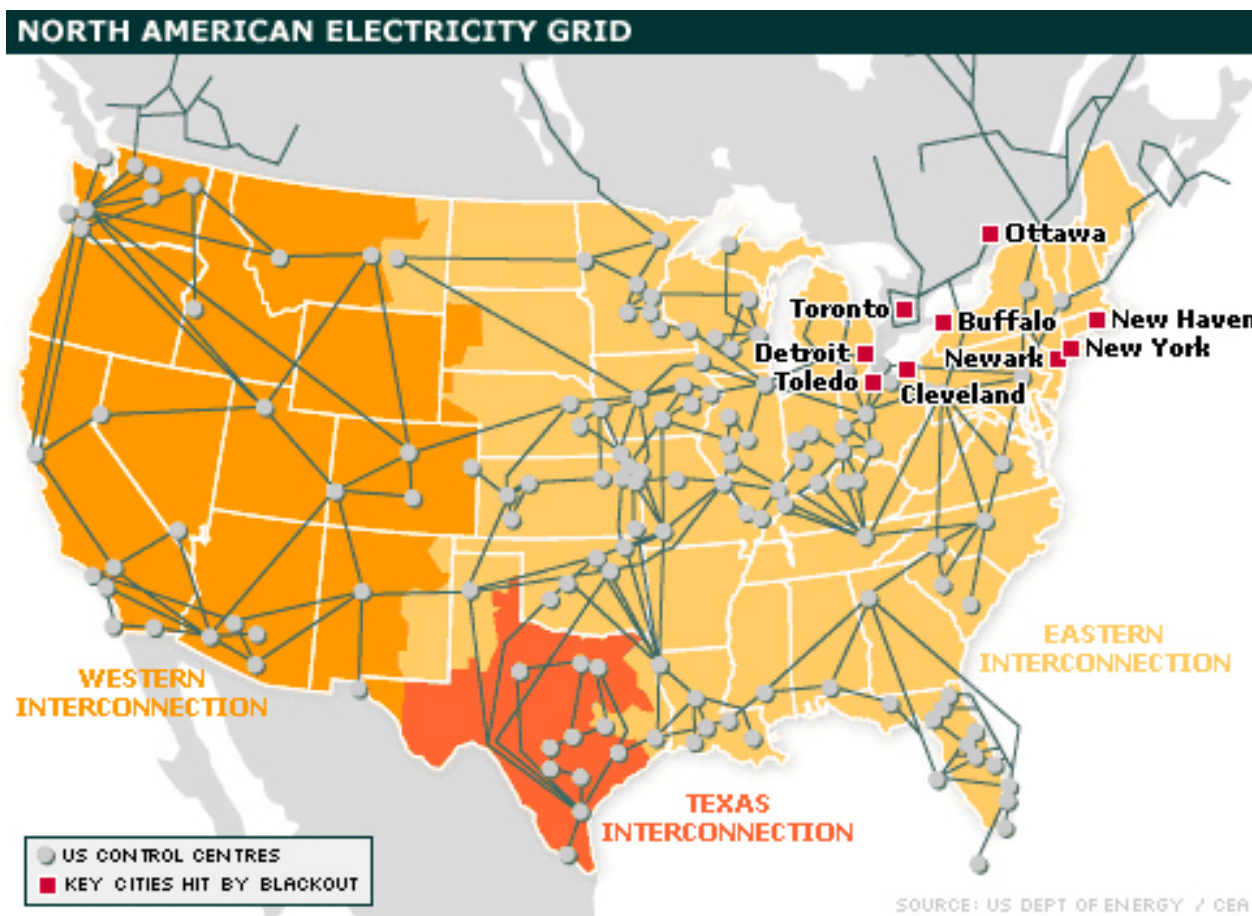 NORTH AMERICAN ELECTRICITY GRID
Ottawa
Toronto
Buffalo
New Haven
Detroit
Newark
New York
Toledo
Cleveland
EASTERN
INTERCONNECTION
WESTERN
INTERCONNECTION
TEXAS
INTERCONNECTION
US CONTROL CENTRES
KEY CITIES HIT BY BLACKOUT
SOURCE: US DEPT OF ENERGY / CEA